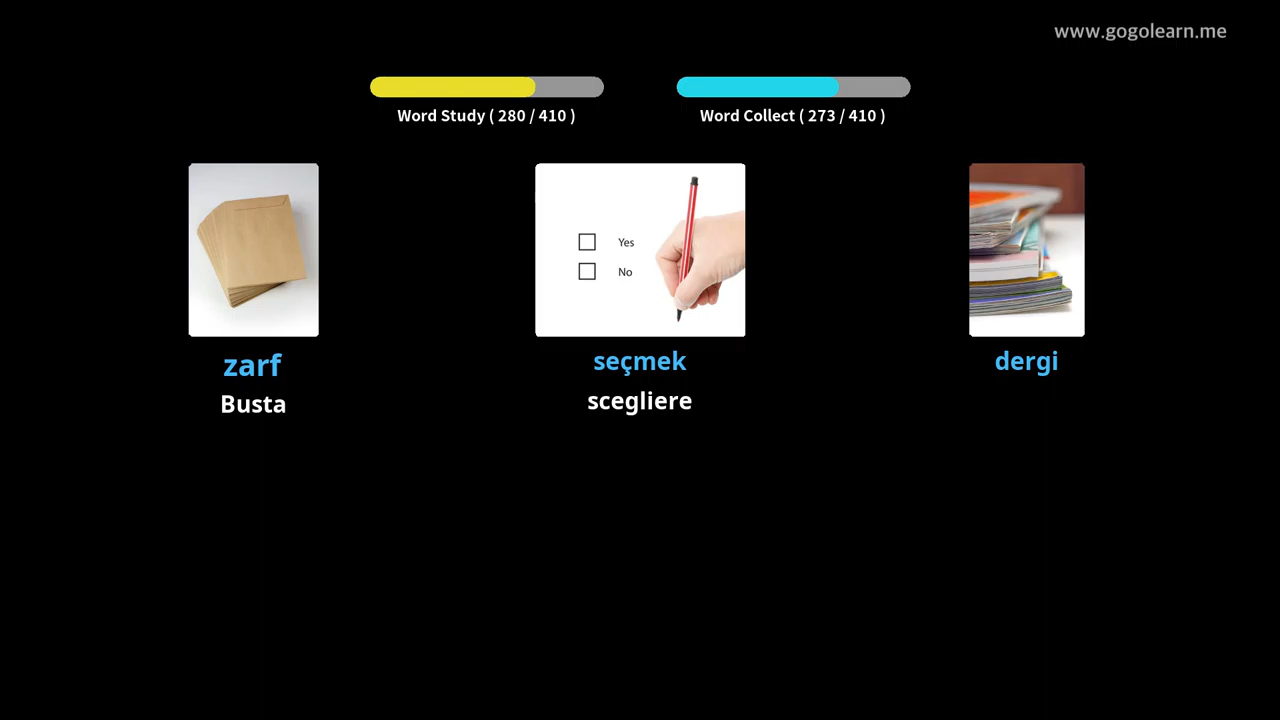 www.gogolearn.me
Word Study ( 280 / 410 )
Word Collect ( 273 / 410 )
Yes
No
zarf
Busta
seçmek
scegliere
dergi